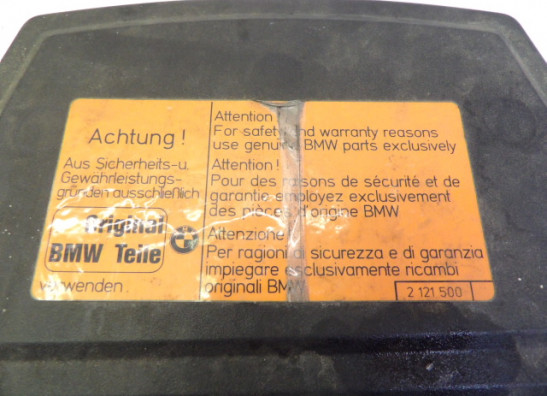 Achtung !
Aus Sicherheits-u.
Gewährleistungs-
gründen ausschließlich
Original
BMW Teile
verwenden.
Attention !
For safety and warranty reasons
use genuine BMW parts exclusively
Attention !
Pour des raisons de sécurité et de
garantie employez exclusivement
des pièces d'origine BMW
Attenzione !
Per ragioni di sicurezza e di garanzia
impiegare esclusivamente ricambi
originali BMW
2 121 500